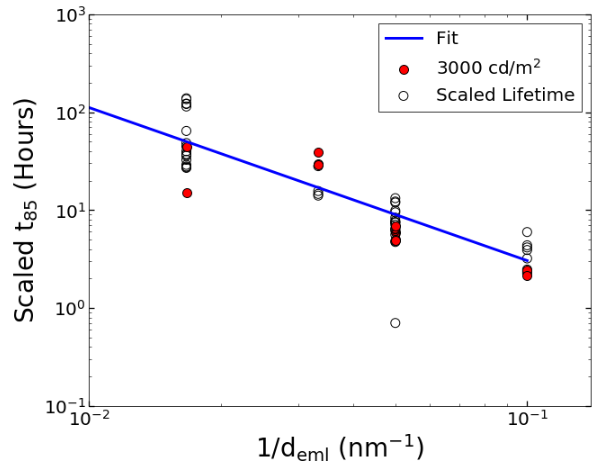 10³
10²
10¹
10⁰
10⁻¹
Scaled t₈₅ (Hours)
Fit
3000 cd/m²
Scaled Lifetime
10⁻² 10⁻¹
1/dₑₘₗ (nm⁻¹)